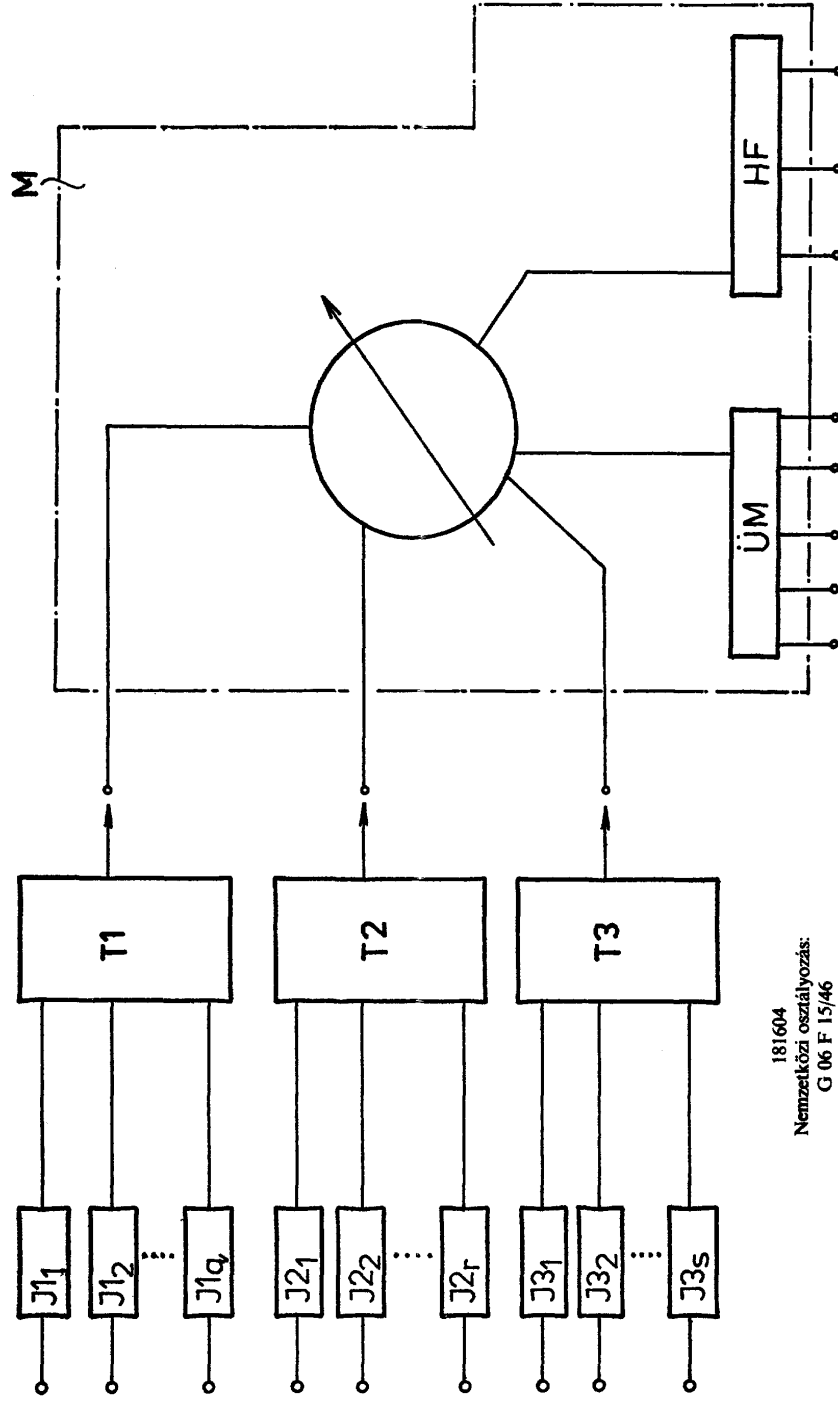 M
J1₁
J1₂
J1q
T1
J2₁
J2₂
J2r
T2
J3₁
J3₂
J3s
T3
ÜM
HF
181604
Nemzetközi osztályozás:
G 06 F 15/46